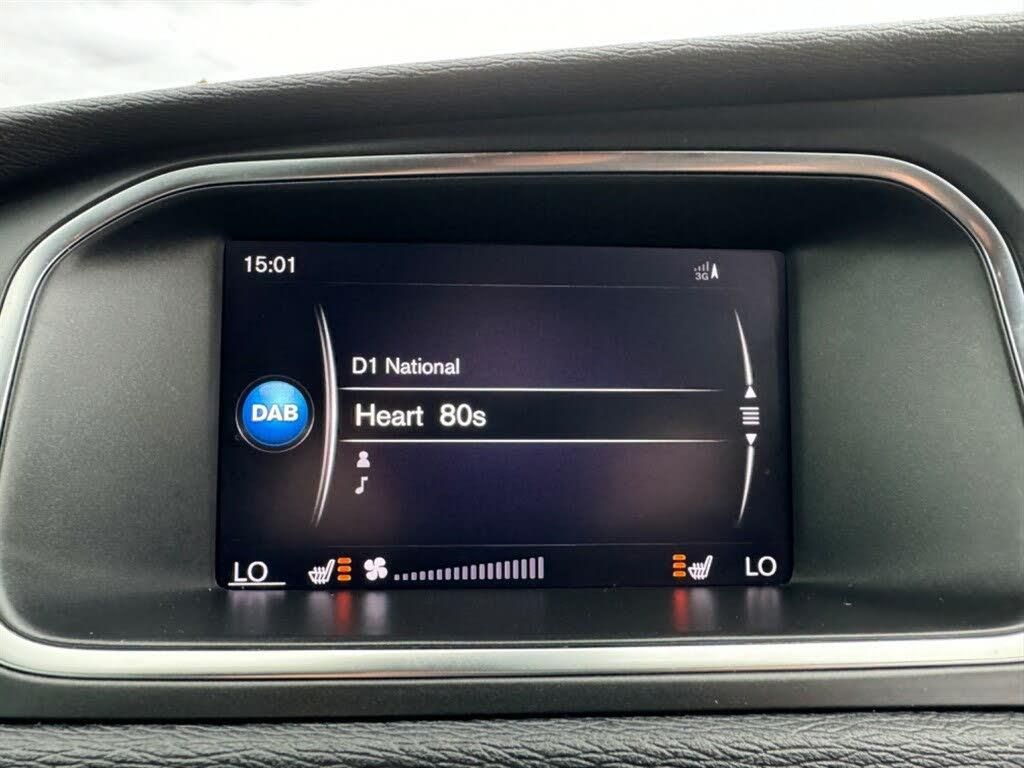 15:01
3G
D1 National
DAB
Heart 80s
LO
LO